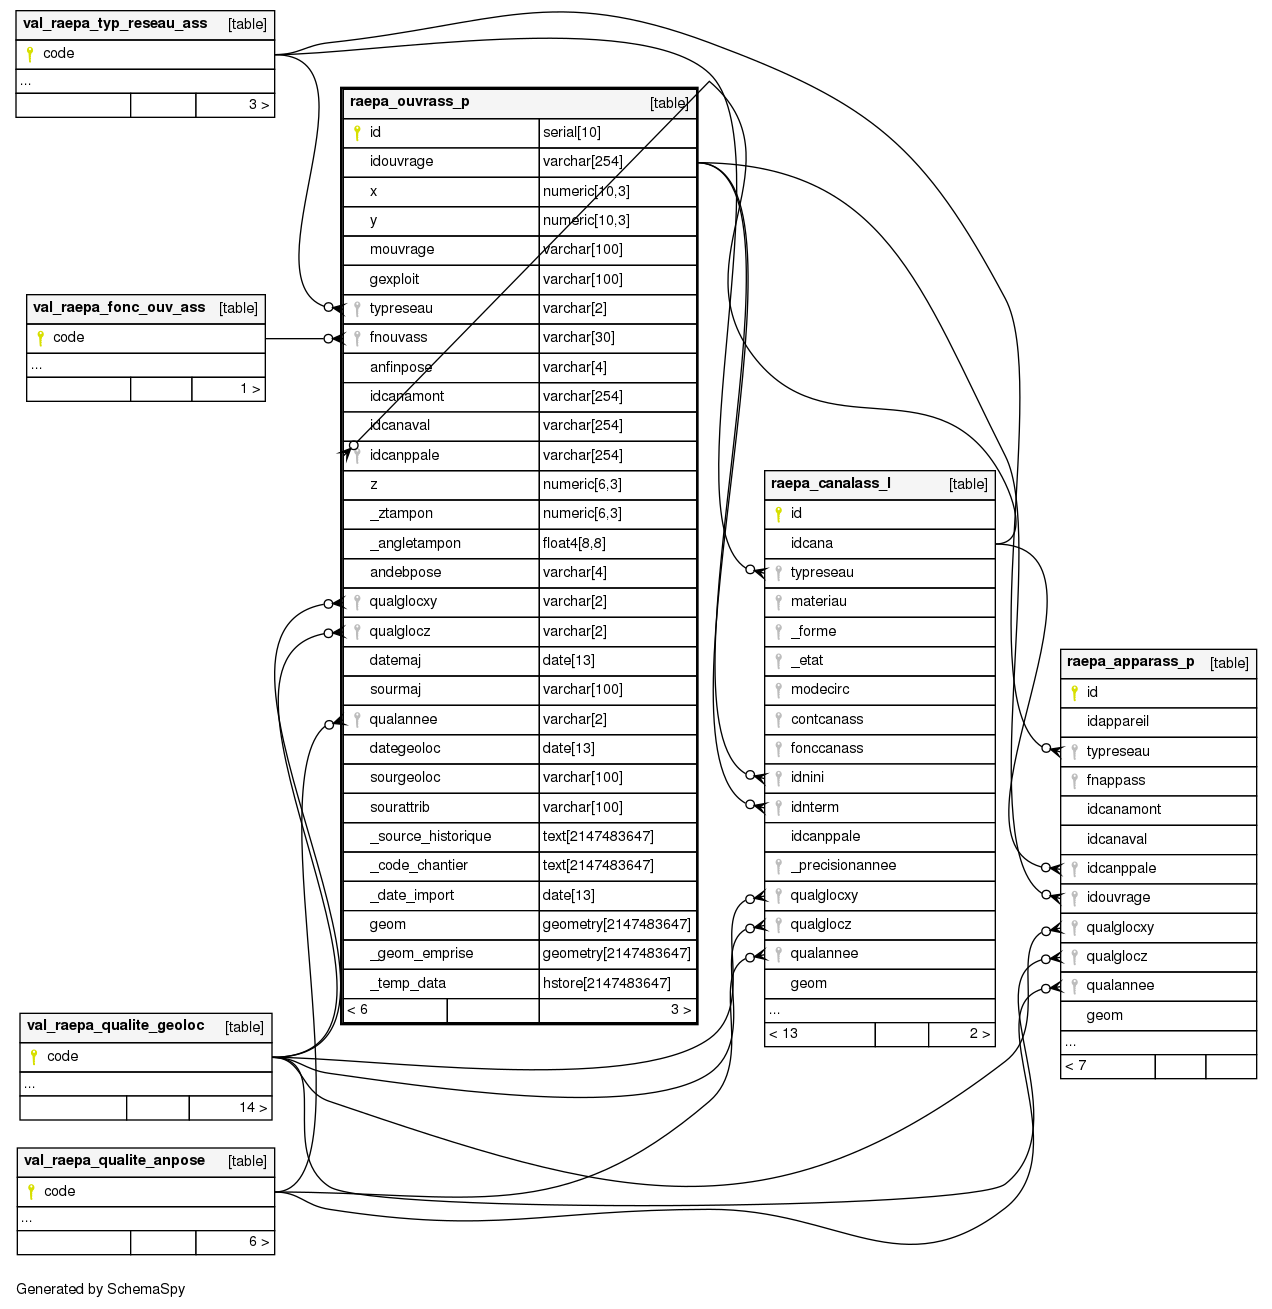 val_raepa_typ_reseau_ass [table]
code
...
3 >
raepa_ouvrass_p [table]
id serial[10]
idouvrage varchar[254]
x numeric[10,3]
y numeric[10,3]
mouvrage varchar[100]
gexploit varchar[100]
typreseau varchar[2]
fnouvass varchar[30]
anfinpose varchar[4]
idcanamont varchar[254]
idcanaval varchar[254]
idcanppale varchar[254]
z numeric[6,3]
_ztampon numeric[6,3]
_angletampon float4[8,8]
andebpose varchar[4]
qualglocxy varchar[2]
qualglocz varchar[2]
datemaj date[13]
sourmaj varchar[100]
qualannee varchar[2]
dategeoloc date[13]
sourgeoloc varchar[100]
sourattrib varchar[100]
_source_historique text[2147483647]
_code_chantier text[2147483647]
_date_import date[13]
geom geometry[2147483647]
_geom_emprise geometry[2147483647]
_temp_data hstore[2147483647]
< 6 3 >
val_raepa_fonc_ouv_ass [table]
code
...
1 >
raepa_canalass_l [table]
id
idcana
typreseau
materiau
_forme
_etat
modecirc
contcanass
fonccanass
idnini
idnterm
idcanppale
_precisionannee
qualglocxy
qualglocz
qualannee
geom
...
< 13 2 >
raepa_apparass_p [table]
id
idappareil
typreseau
fnappass
idcanamont
idcanaval
idcanppale
idouvrage
qualglocxy
qualglocz
qualannee
geom
...
< 7
val_raepa_qualite_geoloc [table]
code
...
14 >
val_raepa_qualite_anpose [table]
code
...
6 >
Generated by SchemaSpy